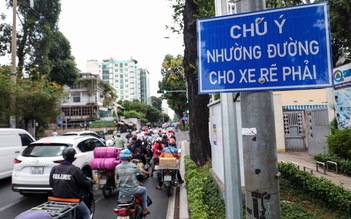 CHÚ Ý
NHƯỜNG ĐƯỜNG
CHO XE RẼ PHẢI